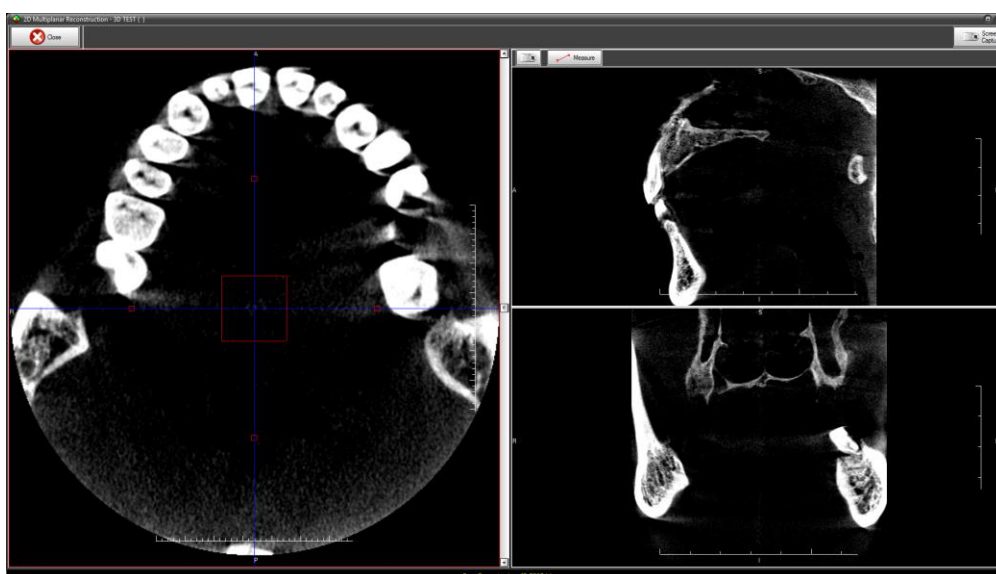 2D Multiplanar Reconstruction - 3D TEST ( )
Close
Measure
A
R
P
A
I
S
R
I